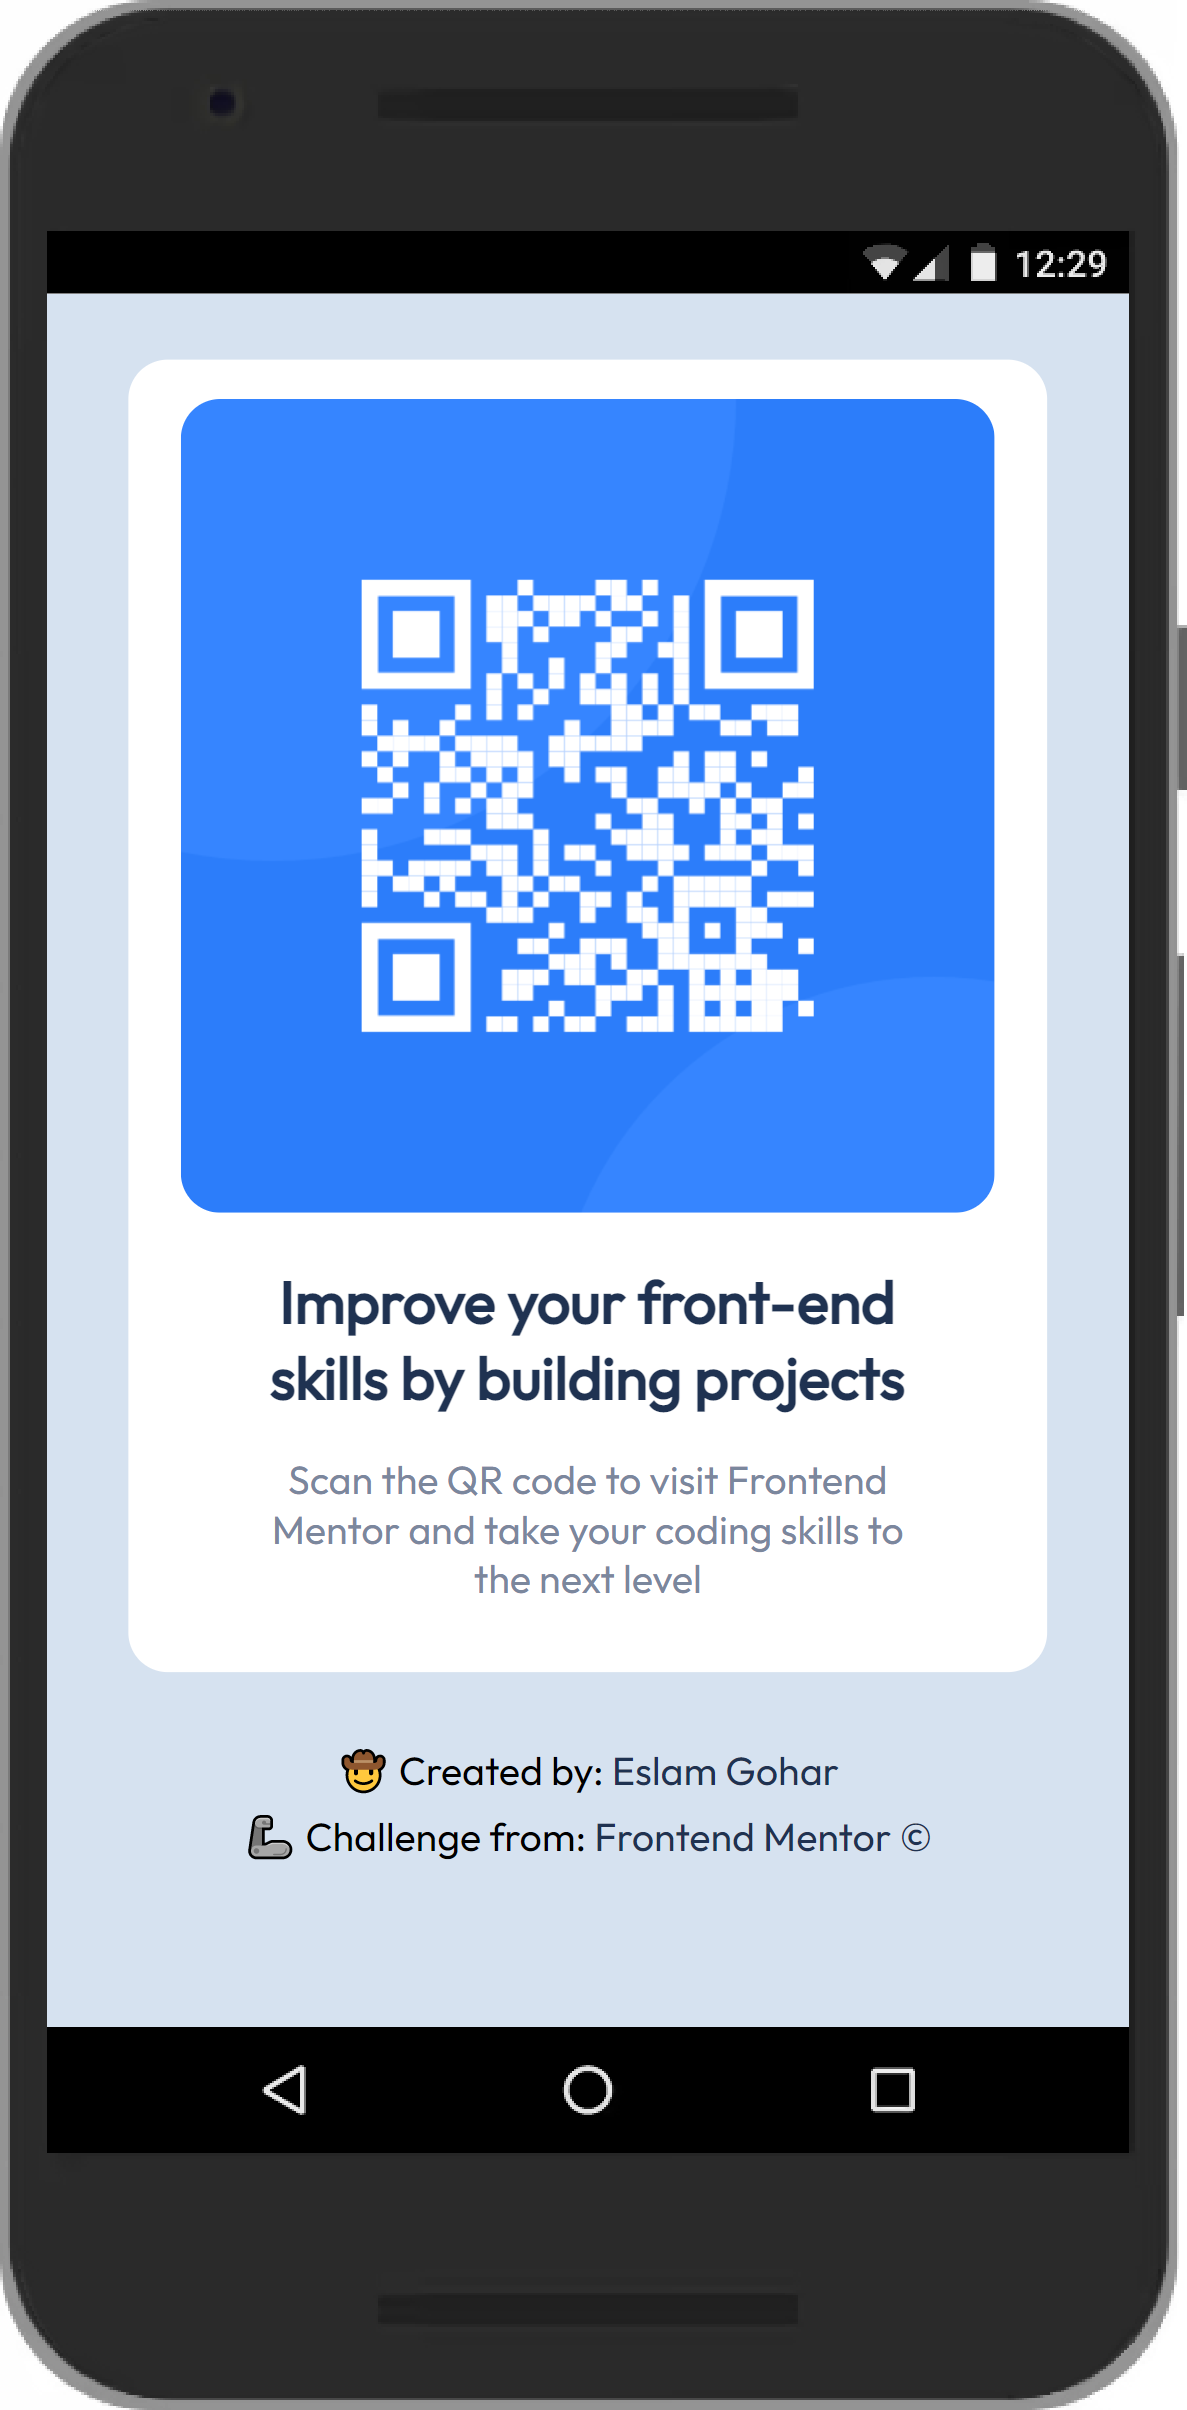 12:29
Improve your front-end
skills by building projects
Scan the QR code to visit Frontend
Mentor and take your coding skills to
the next level
🤠 Created by: Eslam Gohar
🦾 Challenge from: Frontend Mentor ©